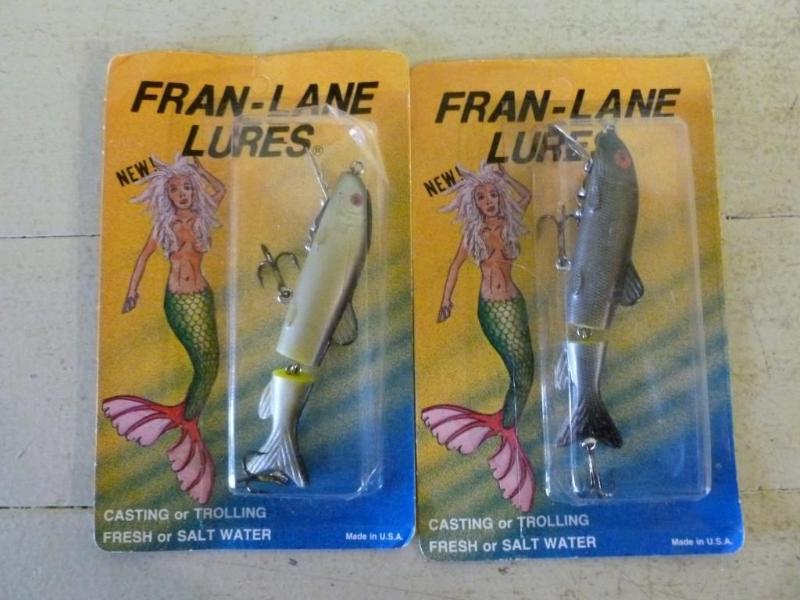 FRAN-LANE
LURES®
NEW!
CASTING or TROLLING
FRESH or SALT WATER
Made in U.S.A.
FRAN-LANE
LURES
NEW!
CASTING or TROLLING
FRESH or SALT WATER
Made in U.S.A.